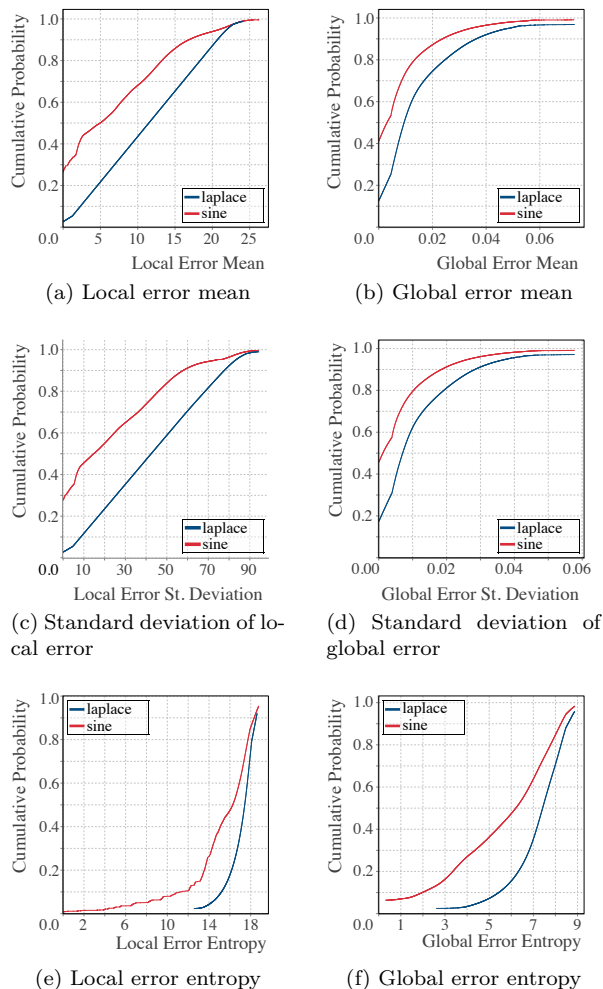 1.0
0.8
0.6
0.4
0.2
0.0
Cumulative Probability
laplace
sine
5 10 15 20 25
Local Error Mean
(a) Local error mean
1.0
0.8
0.6
0.4
0.2
0.0
Cumulative Probability
laplace
sine
0.02 0.04 0.06
Global Error Mean
(b) Global error mean
1.0
0.8
0.6
0.4
0.2
0.0
Cumulative Probability
laplace
sine
0.0 10 30 50 70 90
Local Error St. Deviation
(c) Standard deviation of lo-
cal error
1.0
0.8
0.6
0.4
0.2
Cumulative Probability
laplace
sine
0.00 0.02 0.04 0.06
Global Error St. Deviation
(d) Standard deviation of
global error
1.0
0.8
0.6
0.4
0.2
0.0
Cumulative Probability
laplace
sine
2 6 10 14 18
Local Error Entropy
(e) Local error entropy
1.0
0.8
0.6
0.4
0.2
0.0
Cumulative Probability
laplace
sine
1 3 5 7 9
Global Error Entropy
(f) Global error entropy